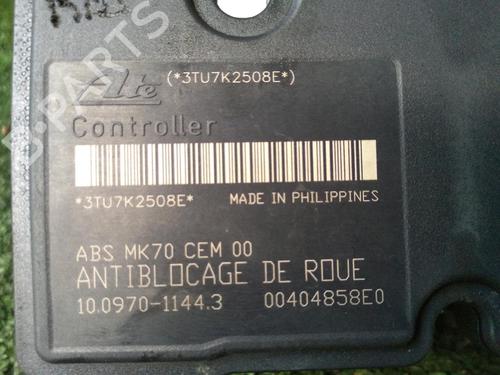 Ate (*3TU7K2508E*)
Controller
*3TU7K2508E* MADE IN PHILIPPINES
ABS MK70 CEM 00
ANTIBLOCAGE DE ROUE
10.0970-1144.3 00404858E0
B-PARTS